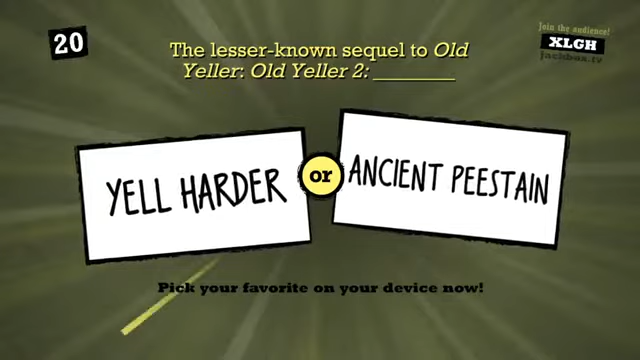 20
The lesser-known sequel to Old
Yeller: Old Yeller 2: ________
join the audience!
XLGH
jackbox.tv
YELL HARDER
or
ANCIENT PEESTAIN
Pick your favorite on your device now!